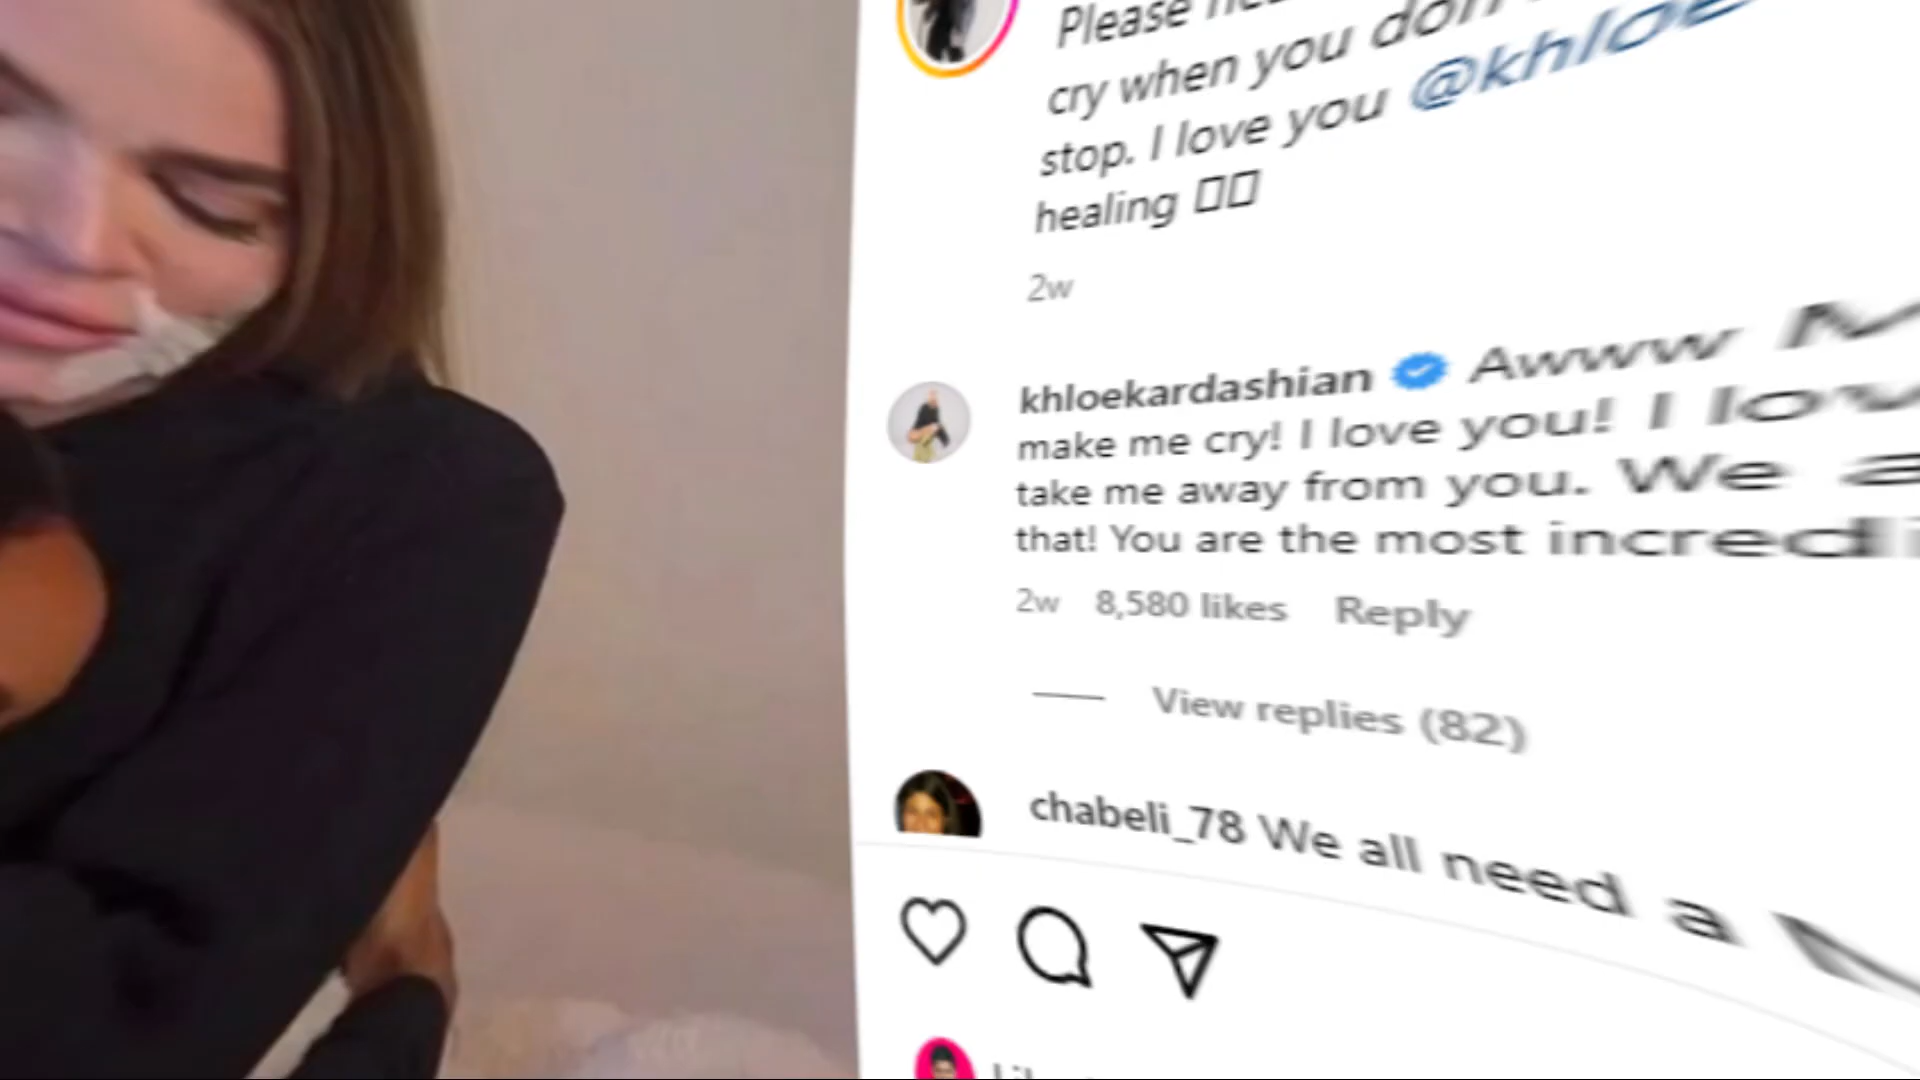 Please
cry when you don
stop. I love you @khloe
healing
2w
khloekardashian Awww
make me cry! I love you! I
take me away from you. We
that! You are the most
2w 8,580 likes Reply
View replies (82)
chabeli_78 We all need a